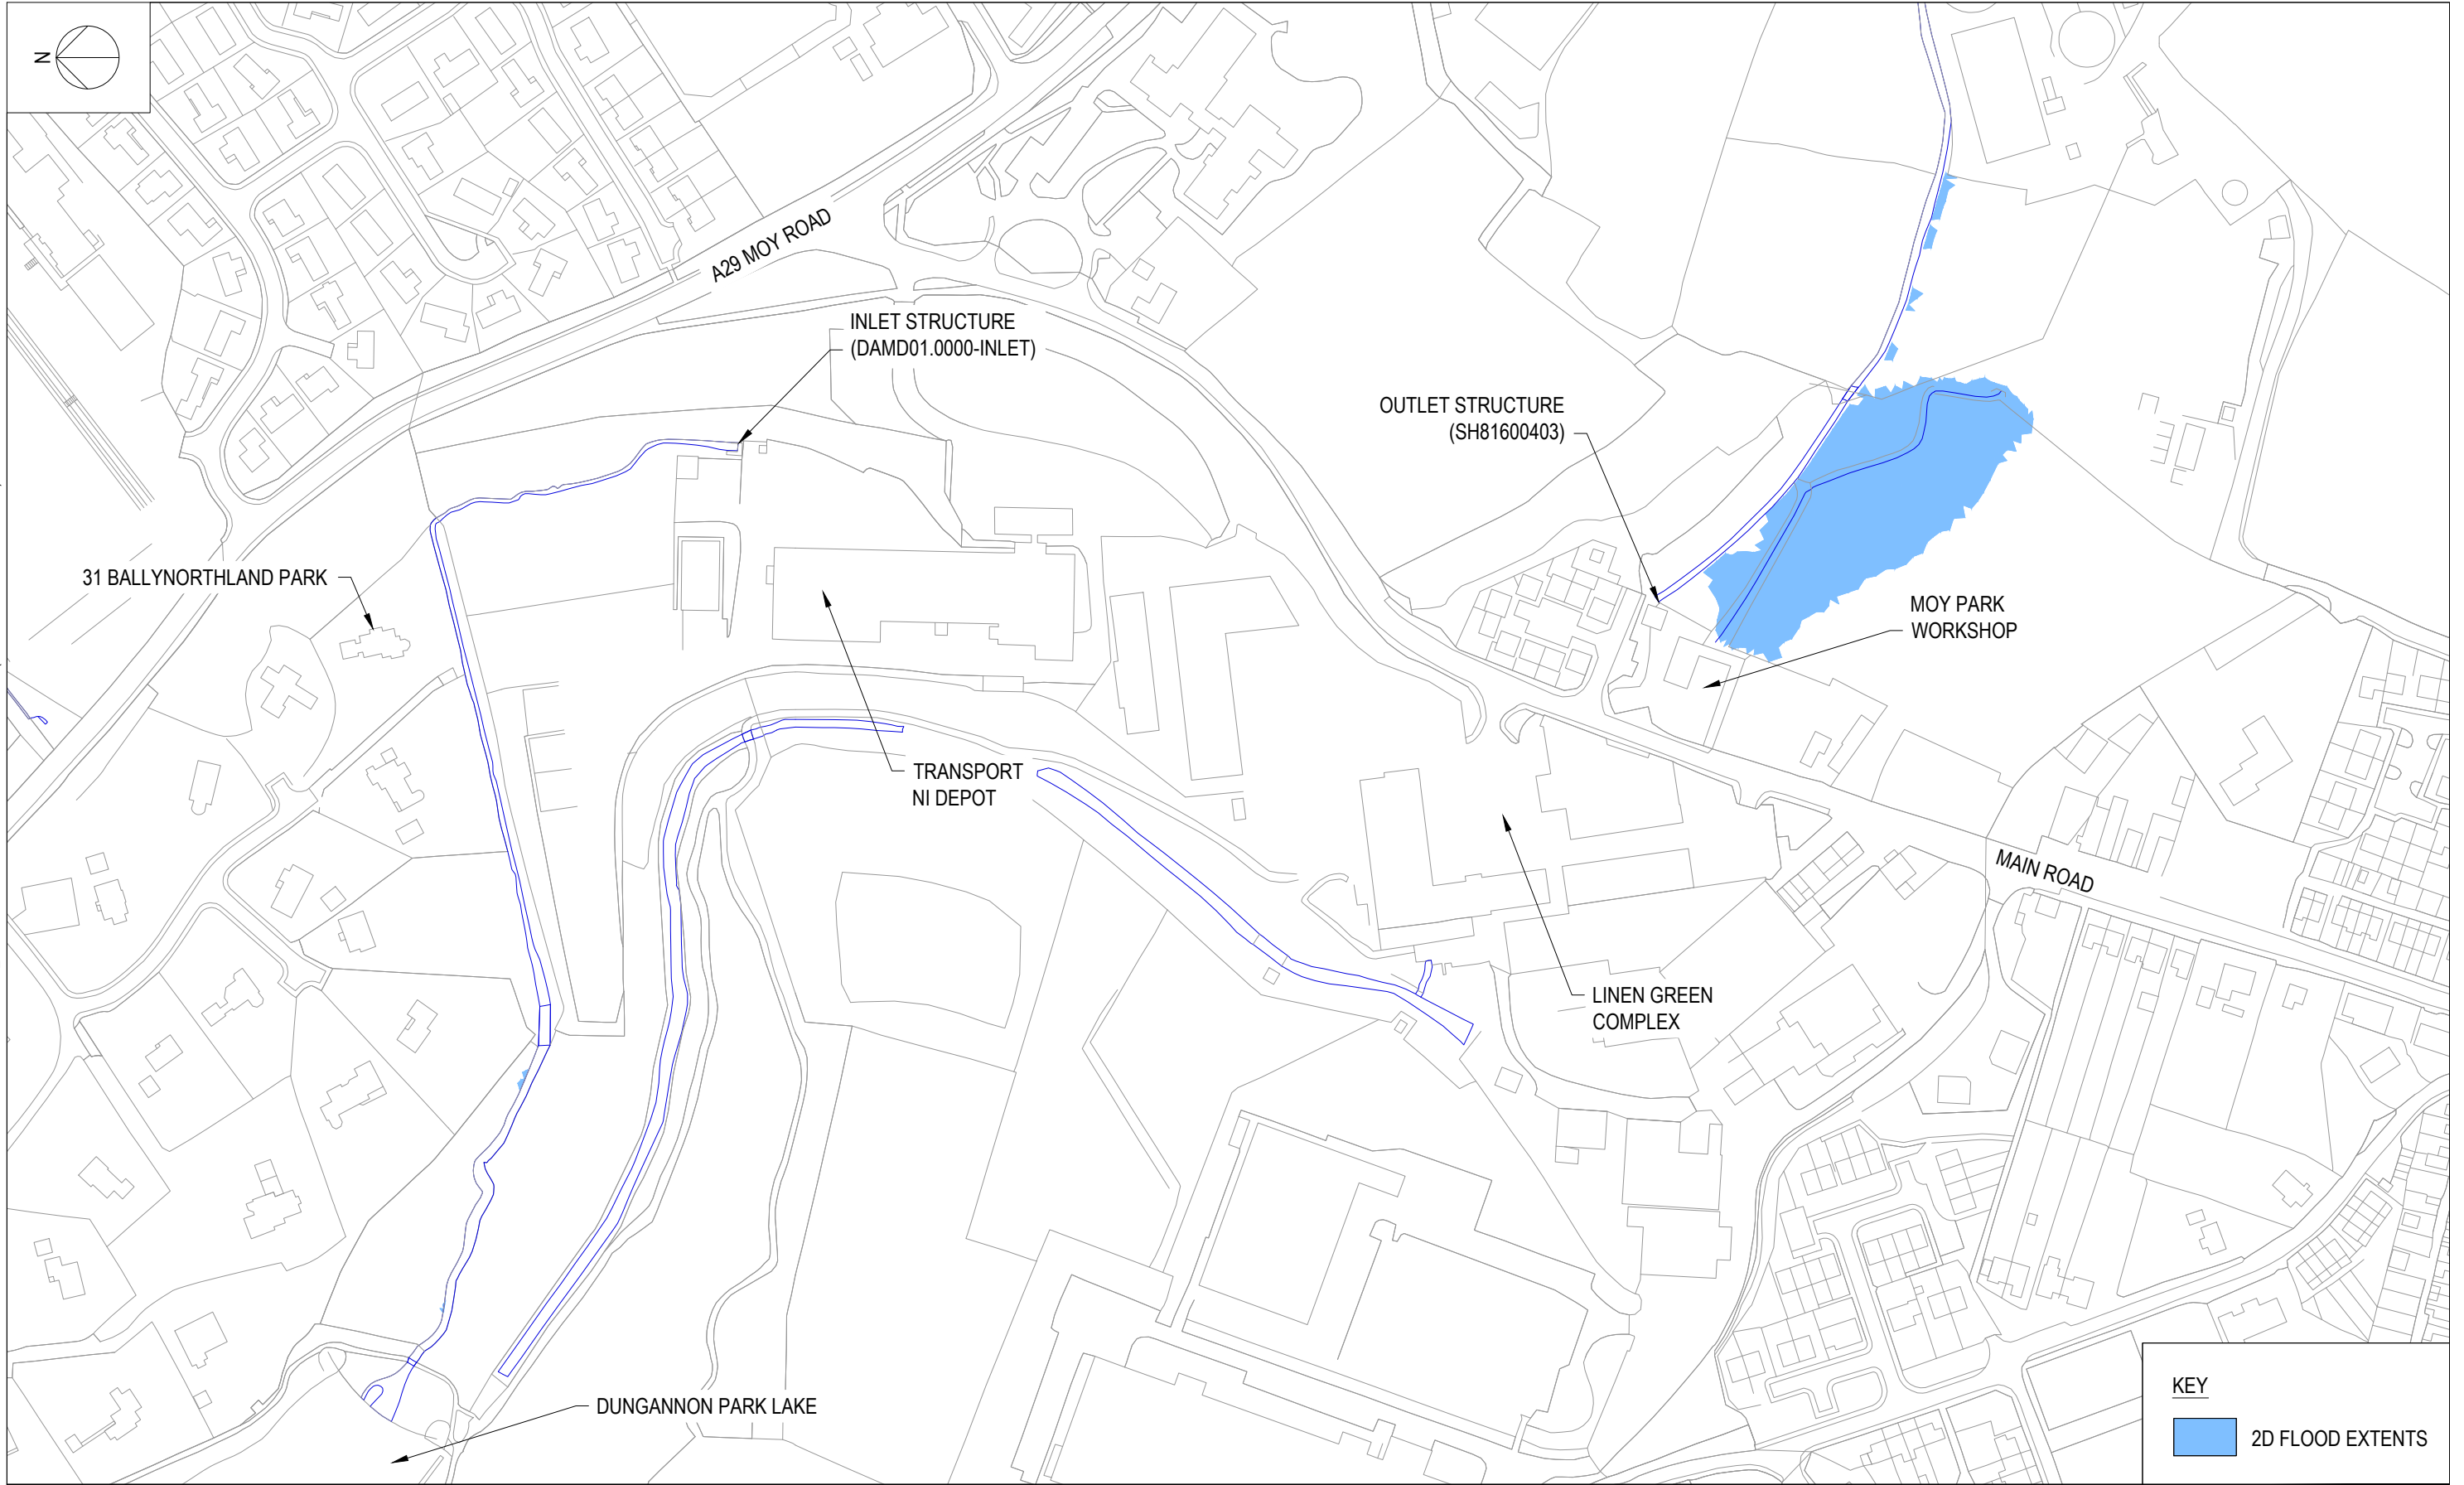 N
A29 MOY ROAD
INLET STRUCTURE
(DAMD01.0000-INLET)
OUTLET STRUCTURE
(SH81600403)
31 BALLYNORTHLAND PARK
MOY PARK
WORKSHOP
TRANSPORT
NI DEPOT
MAIN ROAD
LINEN GREEN
COMPLEX
DUNGANNON PARK LAKE
KEY
2D FLOOD EXTENTS